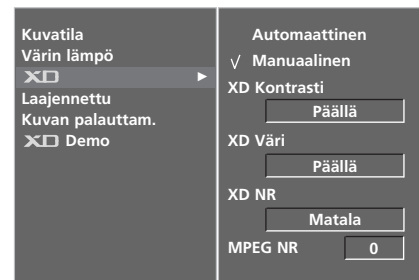 Kuvatila
Värin lämpö
XD
Laajennettu
Kuvan palauttam.
XD Demo
Automaattinen
√ Manuaalinen
XD Kontrasti
Päällä
XD Väri
Päällä
XD NR
Matala
MPEG NR 0